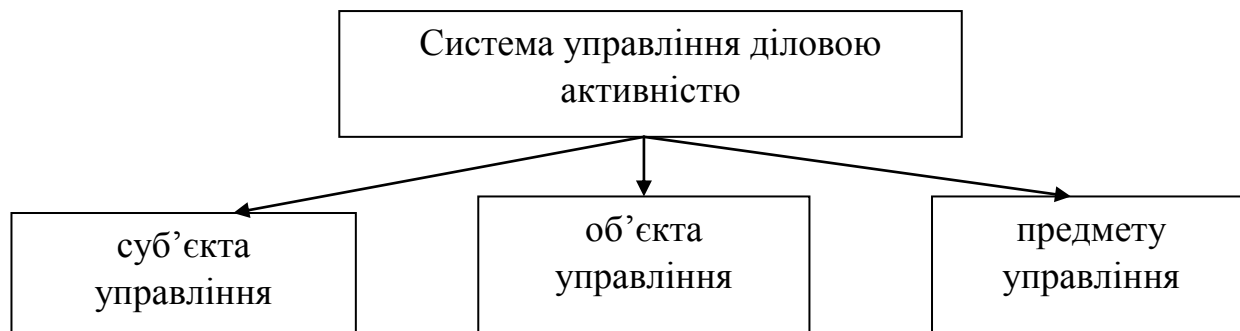 Система управління діловою
активністю
суб’єкта
управління
об’єкта
управління
предмету
управління